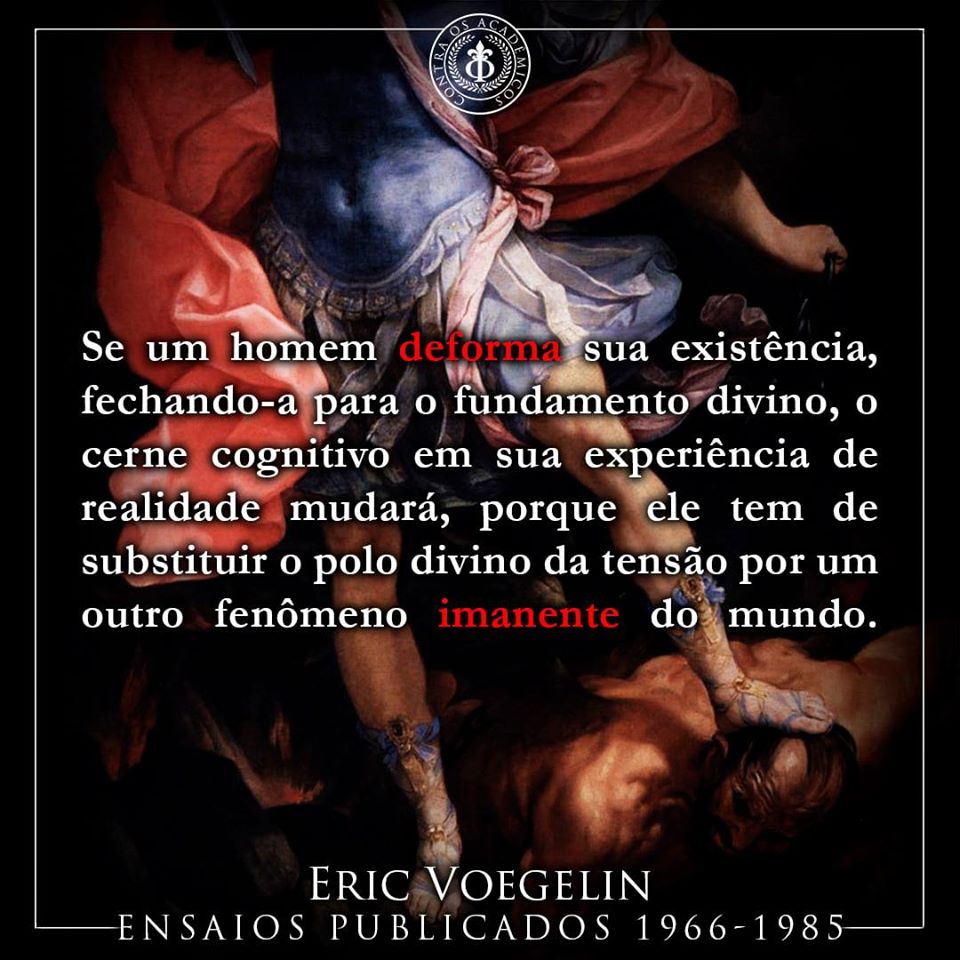 CONTRA OS ACADÊMICOS
Se um homem deforma sua existência,
fechando-a para o fundamento divino, o
cerne cognitivo em sua experiência de
realidade mudará, porque ele tem de
substituir o polo divino da tensão por um
outro fenômeno imanente do mundo.
ERIC VOEGELIN
ENSAIOS PUBLICADOS 1966-1985